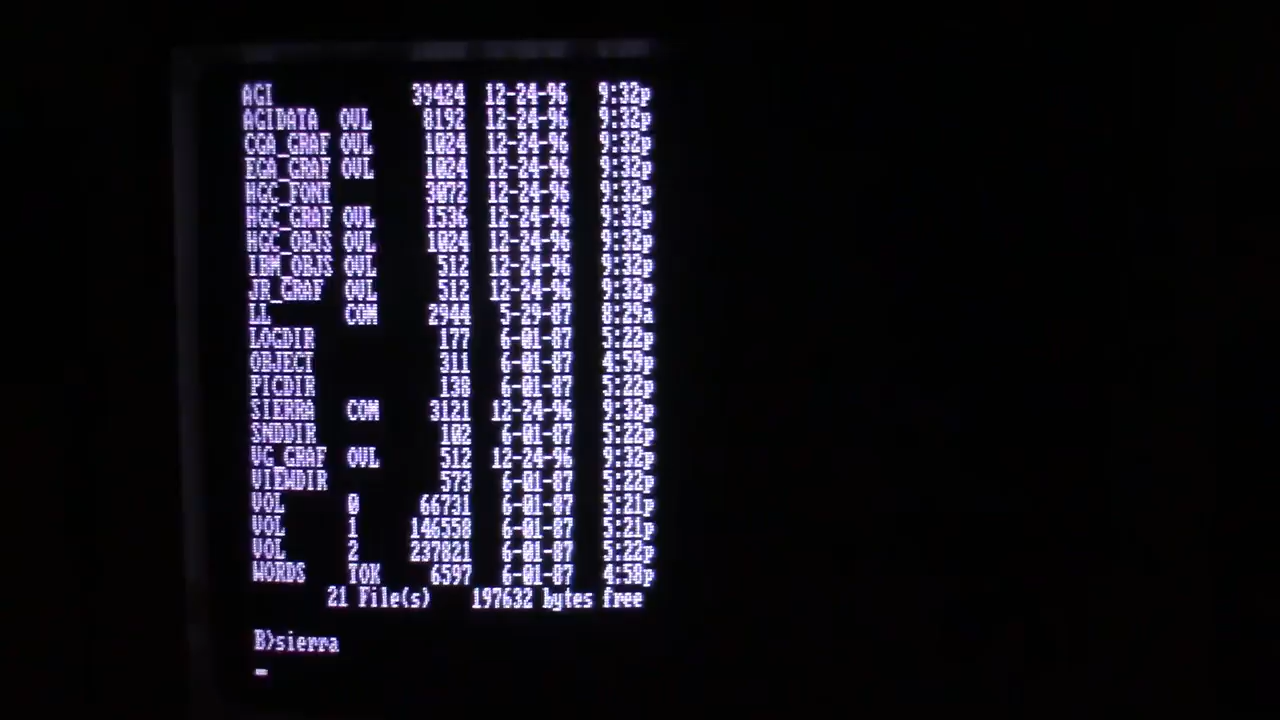 AGI 39424 12-24-96 9:32p
AGIDATA OVL 8192 12-24-96 9:32p
CGA_GRAF OVL 1024 12-24-96 9:32p
EGA_GRAF OVL 1024 12-24-96 9:32p
HGC_FONT 3072 12-24-96 9:32p
HGC_GRAF OVL 1536 12-24-96 9:32p
HGC_OBJS OVL 1024 12-24-96 9:32p
IBM_OBJS OVL 512 12-24-96 9:32p
JR_GRAF OVL 512 12-24-96 9:32p
LL COM 2944 5-29-87 8:29a
LOGDIR 177 6-01-87 5:22p
OBJECT 311 6-01-87 4:59p
PICDIR 138 6-01-87 5:22p
SIERRA COM 3121 12-24-96 9:32p
SNDDIR 102 6-01-87 5:22p
VG_GRAF OVL 512 12-24-96 9:32p
VIEWDIR 573 6-01-87 5:22p
VOL 0 66731 6-01-87 5:21p
VOL 1 146558 6-01-87 5:21p
VOL 2 237821 6-01-87 5:22p
WORDS TOK 6597 6-01-87 4:58p
21 File(s) 197632 bytes free
B>sierra